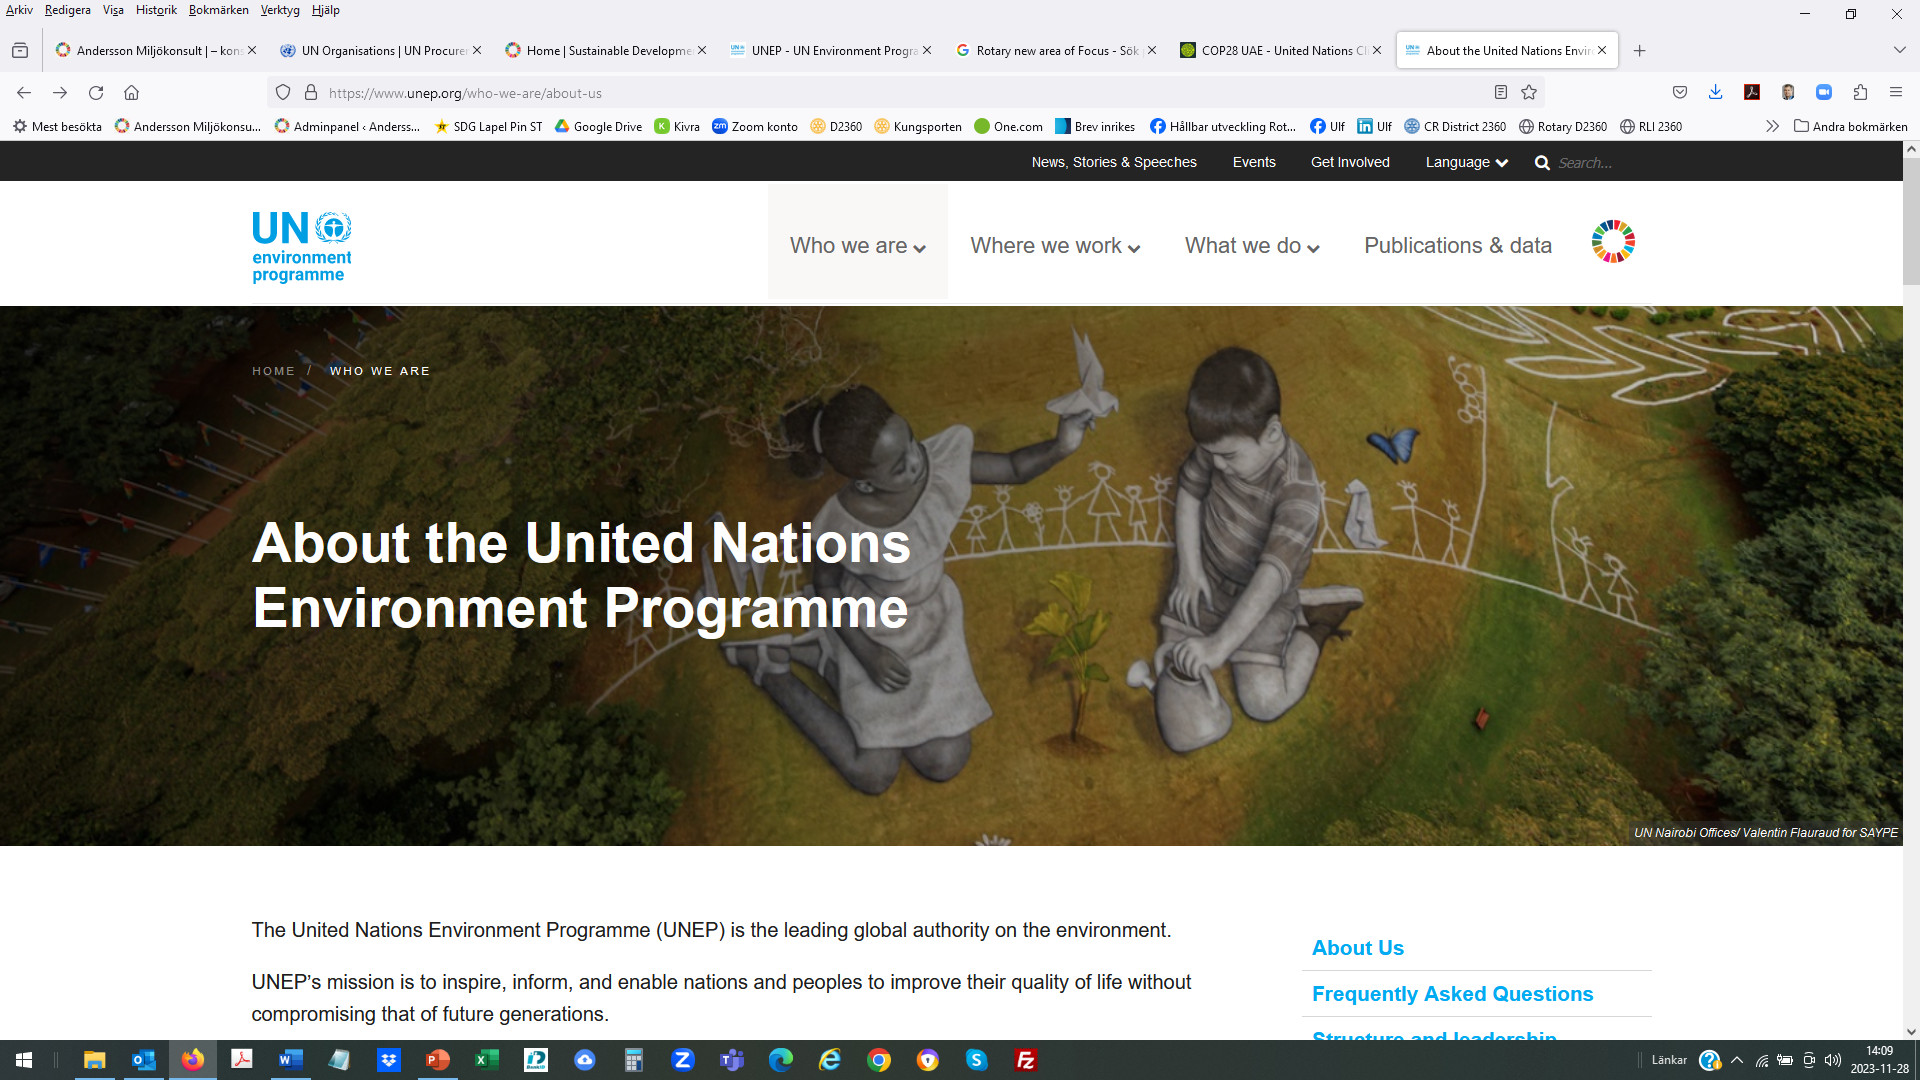 Arkiv Redigera Visa Historik Bokmärken Verktyg Hjälp
Andersson Miljökonsult | – kons
UN Organisations | UN Procurer
Home | Sustainable Developme
UNEP - UN Environment Progra
Rotary new area of Focus - Sök
COP28 UAE - United Nations Cl
About the United Nations Envir
https://www.unep.org/who-we-are/about-us
Mest besökta Andersson Miljökonsu... Adminpanel ‹ Anderss... SDG Lapel Pin ST Google Drive Kivra Zoom konto D2360 Kungsporten One.com Brev inrikes Hållbar utveckling Rot... Ulf Ulf CR District 2360 Rotary D2360 RLI 2360 Andra bokmärken
News, Stories & Speeches Events Get Involved Language Search...
UN
environment
programme
Who we are Where we work What we do Publications & data
HOME / WHO WE ARE
About the United Nations
Environment Programme
UN Nairobi Offices/ Valentin Flauraud for SAYPE
The United Nations Environment Programme (UNEP) is the leading global authority on the environment.
UNEP’s mission is to inspire, inform, and enable nations and peoples to improve their quality of life without
compromising that of future generations.
About Us
Frequently Asked Questions
Structure and leadership
Länkar
14:09
2023-11-28